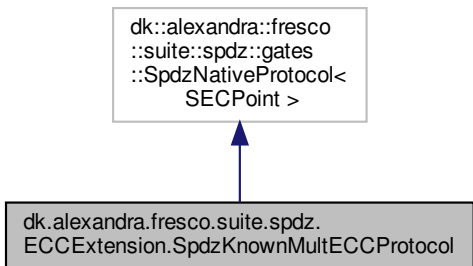 dk::alexandra::fresco
::suite::spdz::gates
::SpdzNativeProtocol<
SECPoint >
dk.alexandra.fresco.suite.spdz.
ECCExtension.SpdzKnownMultECCProtocol